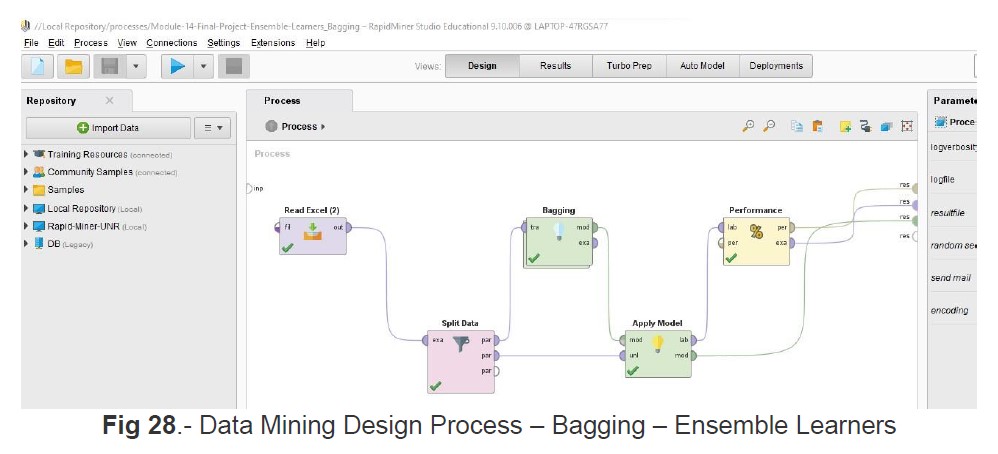 //Local Repository/processes/Module-14-Final-Project-Ensemble-Learners_Bagging – RapidMiner Studio Educational 9.10.006 @ LAPTOP-47RGSA77
File Edit Process View Connections Settings Extensions Help
Views: Design Results Turbo Prep Auto Model Deployments
Repository
Process
Paramete
Import Data
Process
Proce
Training Resources (connected)
Community Samples (connected)
Samples
Local Repository (Local)
Rapid-Miner-UNR (Local)
DB (Legacy)
Process
logverbosity
logfile
resultfile
random see
send mail
encoding
inp
res
res
res
res
Read Excel (2)
fil out
Bagging
tra mod
exa
Performance
lab per
per exa
Split Data
exa par
par
par
Apply Model
mod lab
unl mod
Fig 28.- Data Mining Design Process – Bagging – Ensemble Learners